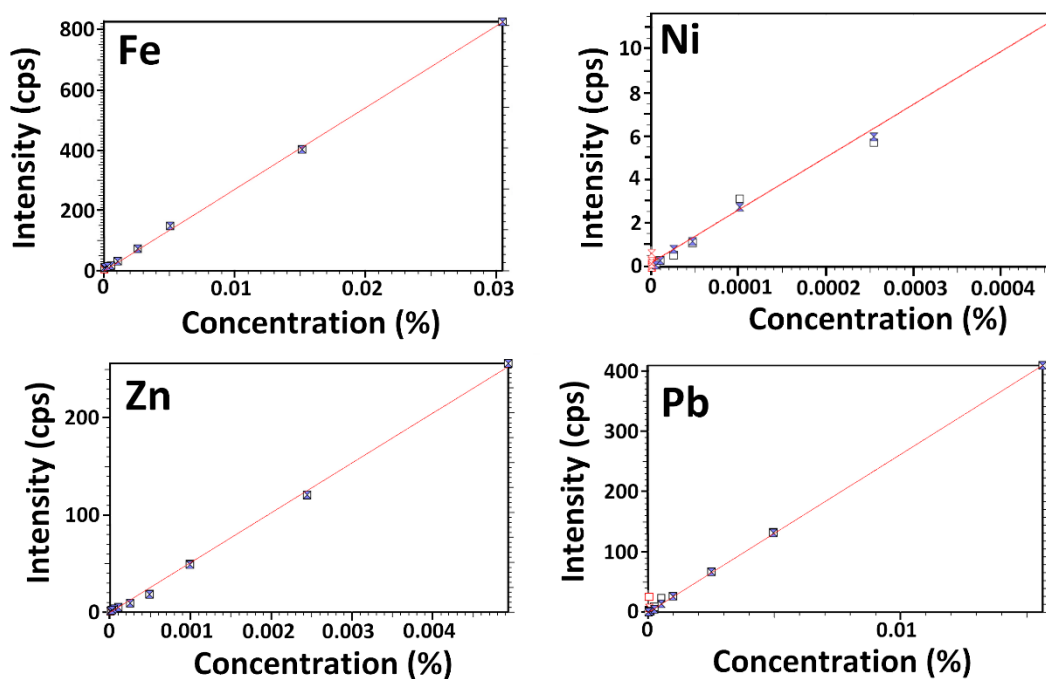 Fe
Intensity (cps)
800
600
400
200
0
0 0.01 0.02 0.03
Concentration (%)
Ni
Intensity (cps)
10
8
6
4
2
0
0 0.0001 0.0002 0.0003 0.0004
Concentration (%)
Zn
Intensity (cps)
200
100
0
0 0.001 0.002 0.003 0.004
Concentration (%)
Pb
Intensity (cps)
400
300
200
100
0
0 0.01
Concentration (%)